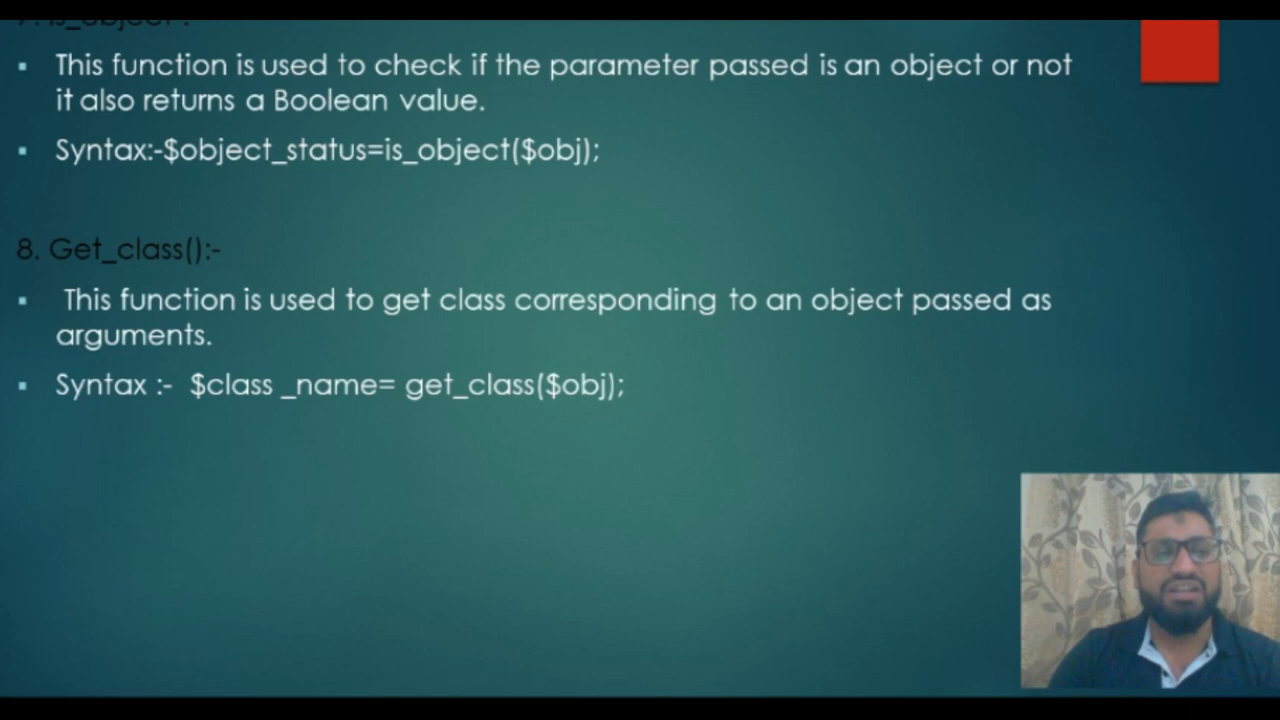 7. is_object :
This function is used to check if the parameter passed is an object or not
it also returns a Boolean value.
Syntax:-$object_status=is_object($obj);
8. Get_class():-
This function is used to get class corresponding to an object passed as
arguments.
Syntax :- $class _name= get_class($obj);